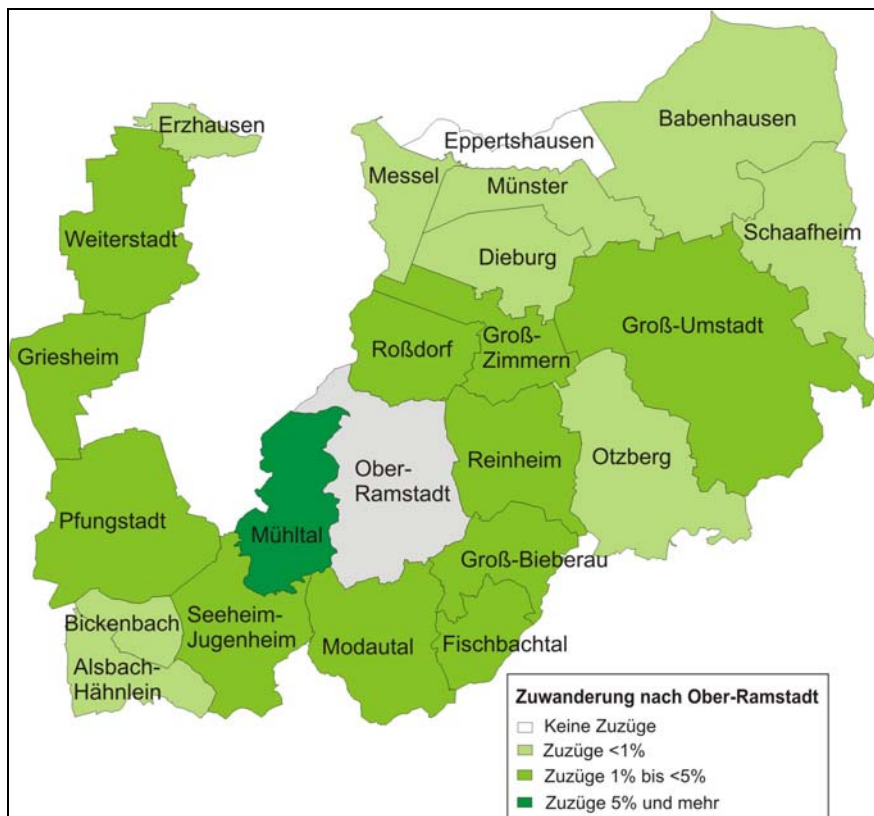 Erzhausen
Babenhausen
Eppertshausen
Messel
Münster
Schaafheim
Weiterstadt
Dieburg
Groß-Umstadt
Griesheim
Roßdorf
Groß-
Zimmern
Reinheim
Otzberg
Ober-
Ramstadt
Pfungstadt
Mühltal
Groß-Bieberau
Bickenbach
Seeheim-
Jugenheim
Modautal
Fischbachtal
Alsbach-
Hähnlein
Zuwanderung nach Ober-Ramstadt
Keine Zuzüge
Zuzüge <1%
Zuzüge 1% bis <5%
Zuzüge 5% und mehr